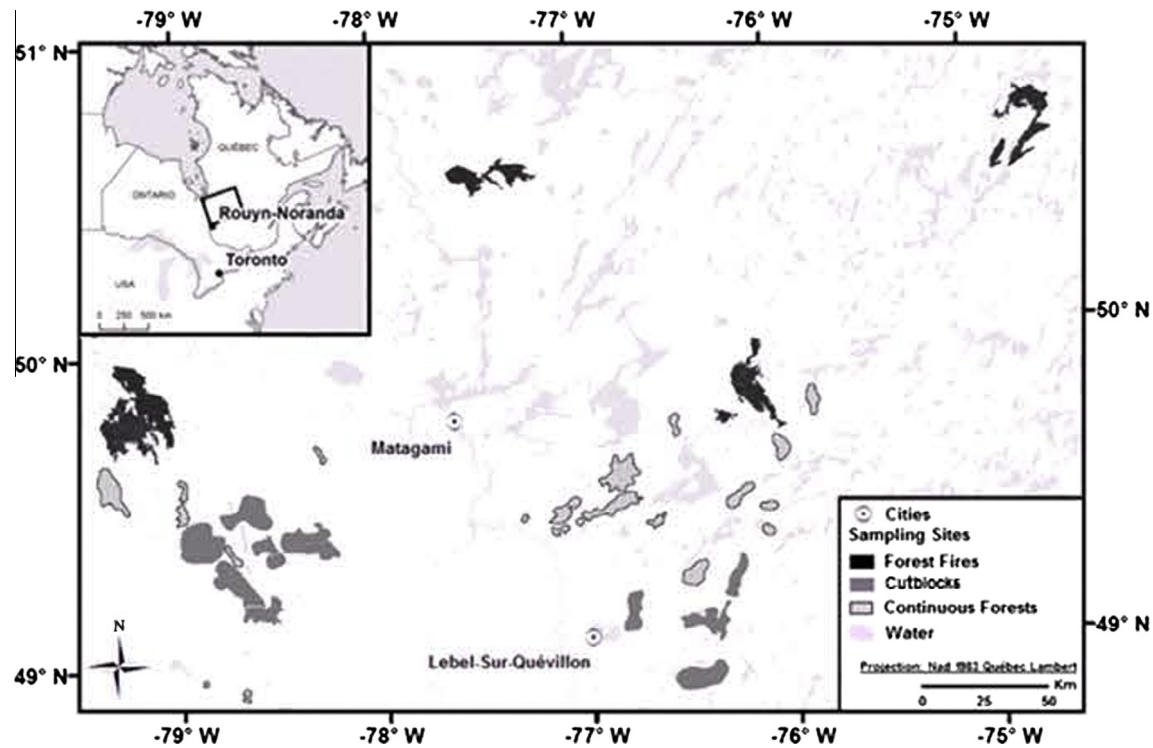 -79° W -78° W -77° W -76° W -75° W
51° N
QUÉBEC
ONTARIO
Rouyn-Noranda
Toronto
USA
0 250 500 km
50° N
50° N
Matagami
Cities
Sampling Sites
Forest Fires
Cutblocks
Continuous Forests
Water
49° N
N
Lebel-Sur-Quévillon
Projection: Nad 1983 Québec Lambert
Km
0 25 50
49° N
-79° W -78° W -77° W -76° W -75° W